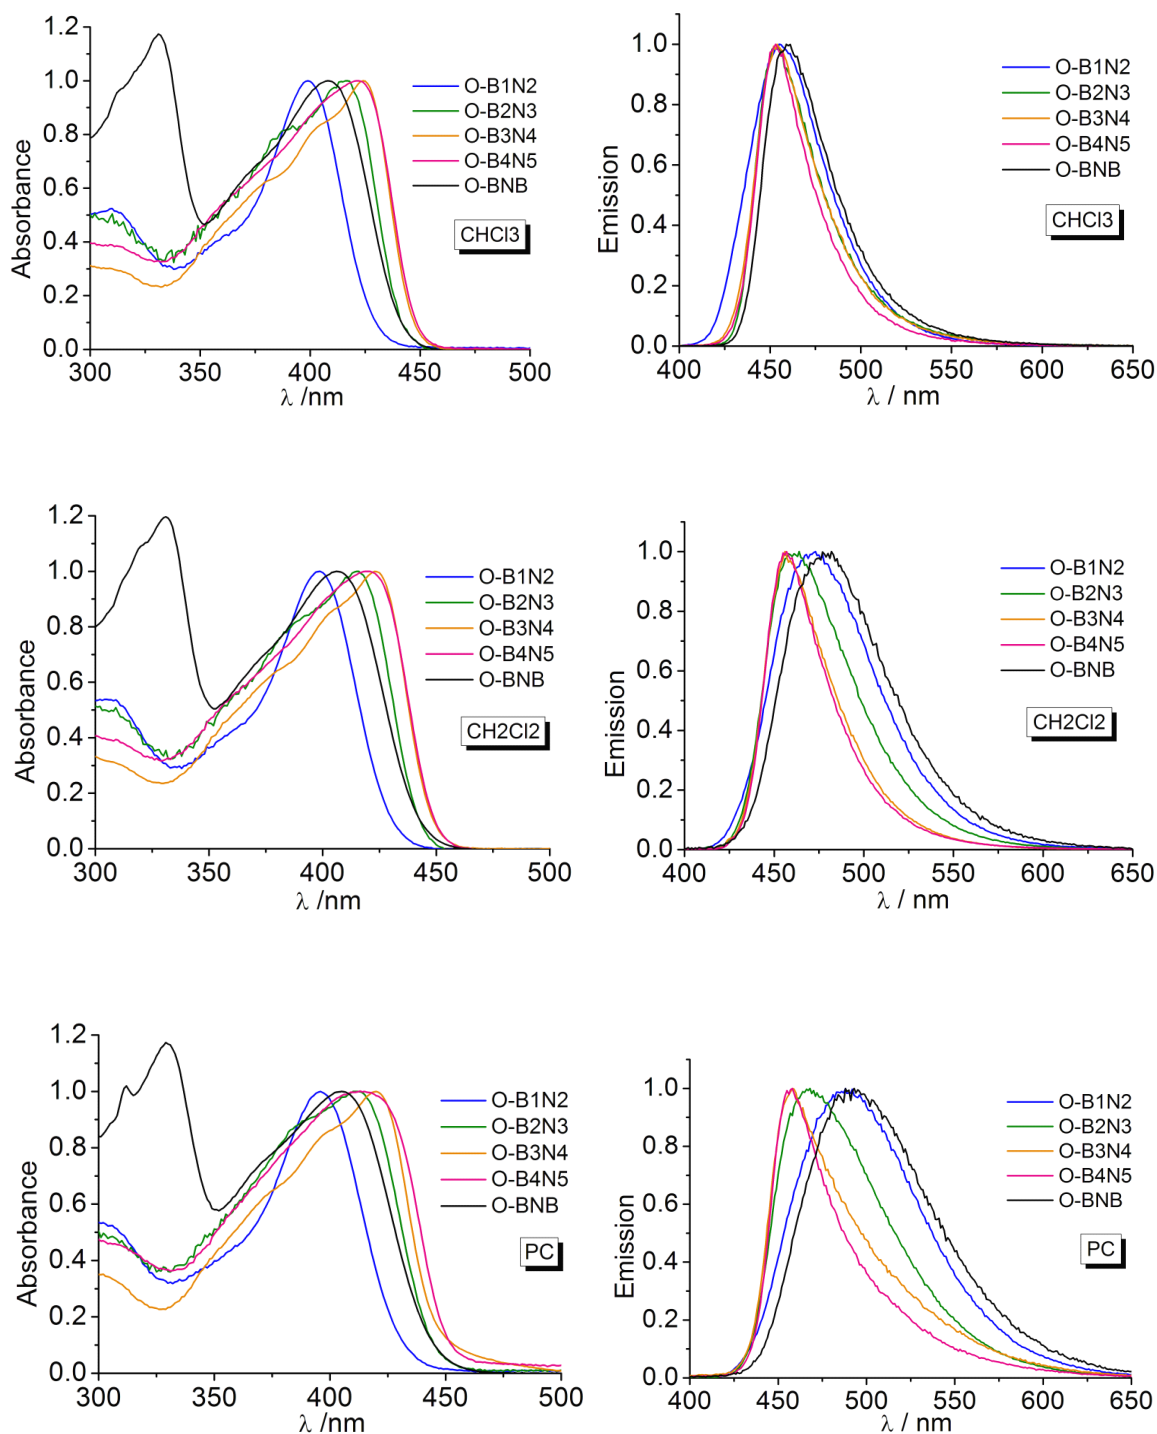 1.2
1.0
0.8
0.6
0.4
0.2
0.0
Absorbance
300 350 400 450 500
λ /nm
O-B1N2
O-B2N3
O-B3N4
O-B4N5
O-BNB
CHCl3
1.0
0.8
0.6
0.4
0.2
0.0
Emission
400 450 500 550 600 650
λ / nm
O-B1N2
O-B2N3
O-B3N4
O-B4N5
O-BNB
CHCl3
1.2
1.0
0.8
0.6
0.4
0.2
0.0
Absorbance
300 350 400 450 500
λ /nm
O-B1N2
O-B2N3
O-B3N4
O-B4N5
O-BNB
CH2Cl2
1.0
0.8
0.6
0.4
0.2
0.0
Emission
400 450 500 550 600 650
λ / nm
O-B1N2
O-B2N3
O-B3N4
O-B4N5
O-BNB
CH2Cl2
1.2
1.0
0.8
0.6
0.4
0.2
0.0
Absorbance
300 350 400 450 500
λ /nm
O-B1N2
O-B2N3
O-B3N4
O-B4N5
O-BNB
PC
1.0
0.8
0.6
0.4
0.2
0.0
Emission
400 450 500 550 600 650
λ / nm
O-B1N2
O-B2N3
O-B3N4
O-B4N5
O-BNB
PC